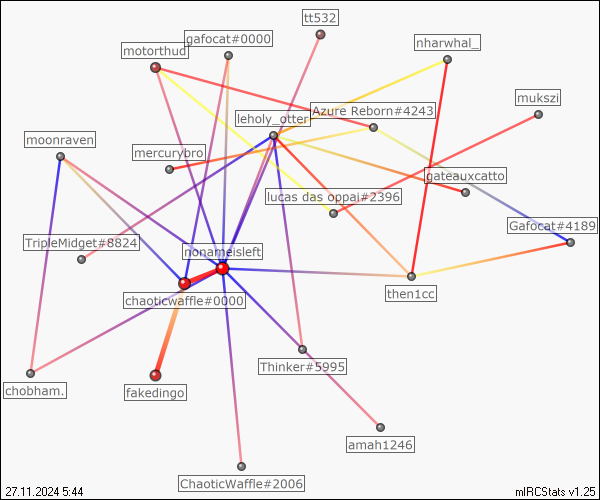 tt532
gafocat#0000
nharwhal_
motorthud
mukszi
Azure Reborn#4243
leholy_otter
moonraven
mercurybro
gateauxcatto
lucas das oppai#2396
Gafocat#4189
TripleMidget#8824
nonameisleft
then1cc
chaoticwaffle#0000
Thinker#5995
chobham.
fakedingo
amah1246
ChaoticWaffle#2006
27.11.2024 5:44
mIRCStats v1.25